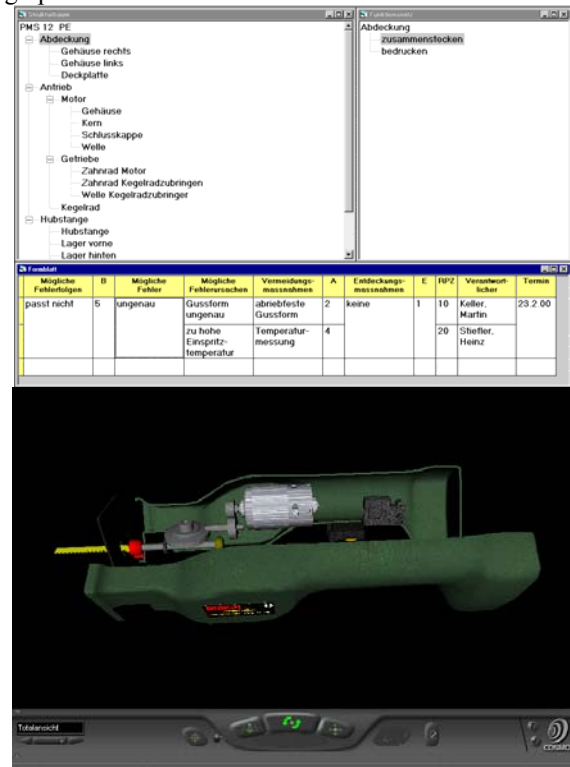 Strukturbaum
Funktionsnetz
PMS 12 PE
Abdeckung
Gehäuse rechts
Gehäuse links
Deckplatte
Antrieb
Motor
Gehäuse
Kern
Schlusskappe
Welle
Getriebe
Zahnrad Motor
Zahnrad Kegelradzubringen
Welle Kegelradzubringer
Kegelrad
Hubstange
Hubstange
Lager vorne
Lager hinten
Abdeckung
zusammenstecken
bedrucken
Formblatt
Mögliche Fehlerfolgen B Mögliche Fehler Mögliche Fehlerursachen Vermeidungs-massnahmen A Entdeckungs-massnahmen E RPZ Verantwort-licher Termin
passt nicht 5 ungenau Gussform ungenau abriebfeste Gussform 2 keine 1 10 Keller, Martin 23.2.00
zu hohe Einspritz-temperatur Temperatur-messung 4 20 Stiefler, Heinz
Totalansicht
COSMO